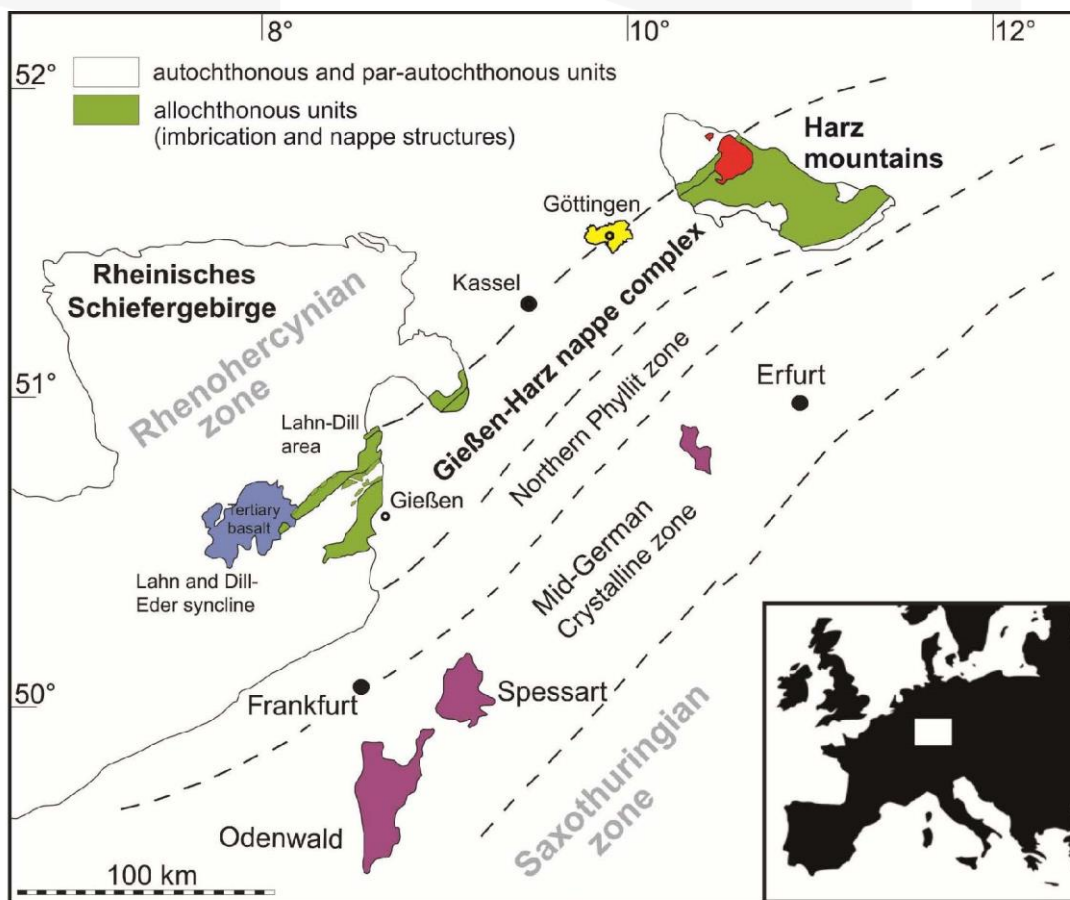 8°
10°
12°
52°
autochthonous and par-autochthonous units
allochthonous units
(imbrication and nappe structures)
Harz
mountains
Göttingen
Rheinisches
Schiefergebirge
Kassel
Rhenohercynian
zone
Gießen-Harz nappe complex
51°
Northern Phyllit zone
Erfurt
Lahn-Dill
area
Gießen
Tertiary
basalt
Mid-German
Crystalline zone
Lahn and Dill-
Eder syncline
50°
Frankfurt
Spessart
Saxothuringian
zone
Odenwald
100 km